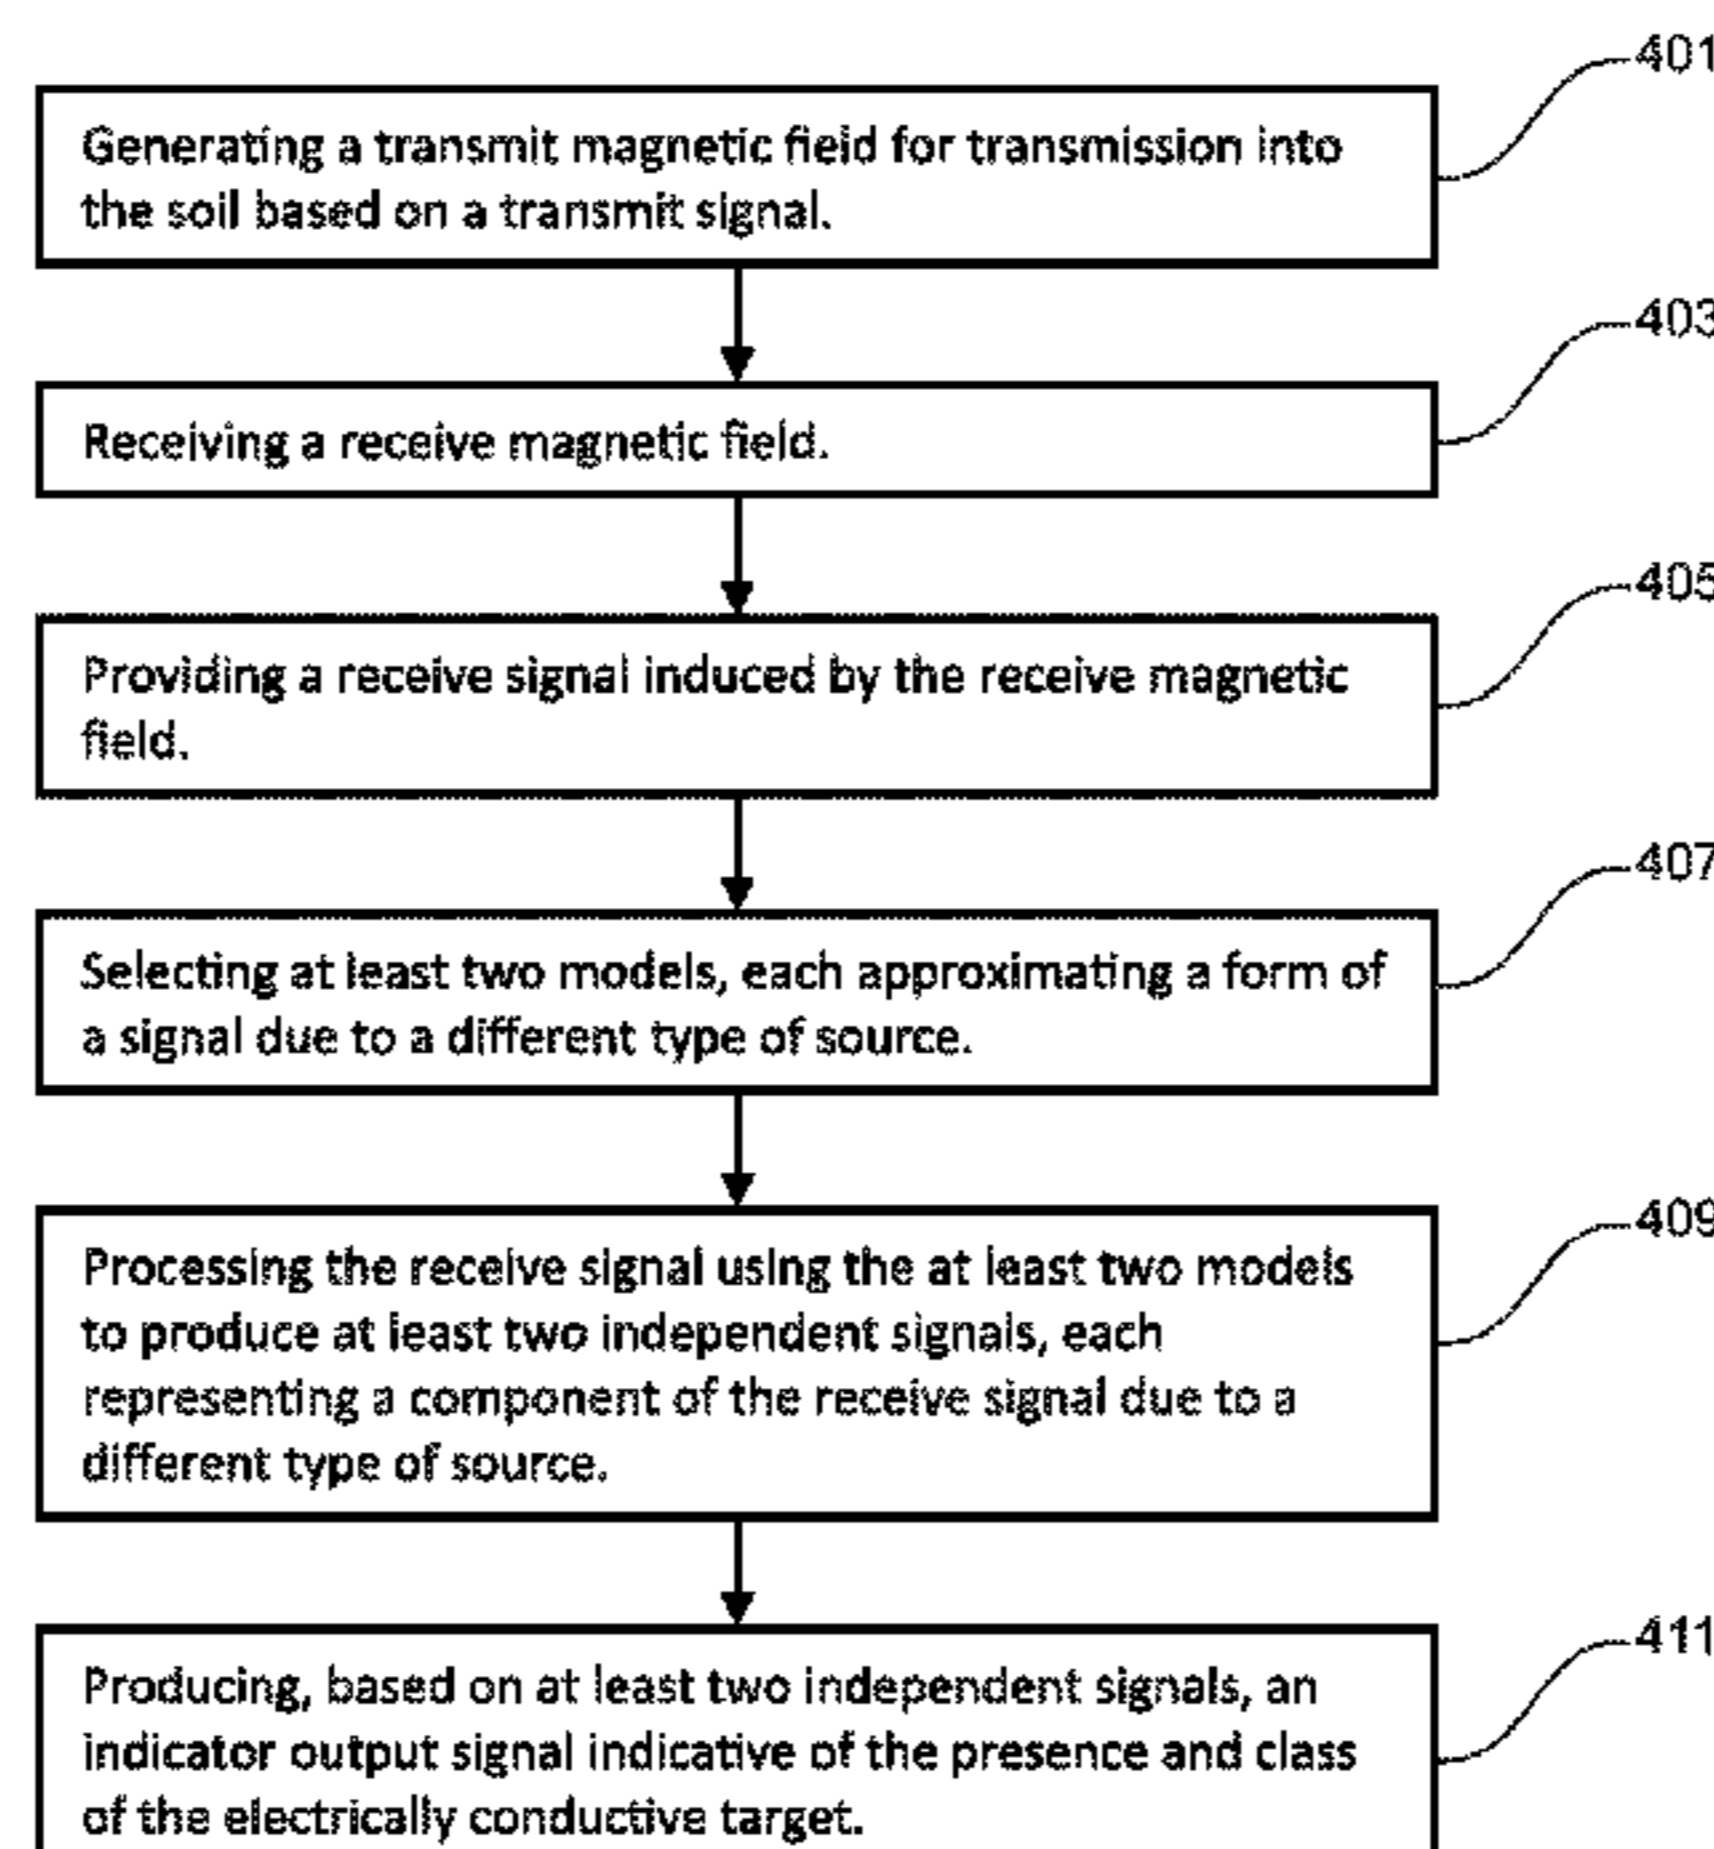 401
Generating a transmit magnetic field for transmission into
the soil based on a transmit signal.
403
Receiving a receive magnetic field.
405
Providing a receive signal induced by the receive magnetic
field.
407
Selecting at least two models, each approximating a form of
a signal due to a different type of source.
409
Processing the receive signal using the at least two models
to produce at least two independent signals, each
representing a component of the receive signal due to a
different type of source.
411
Producing, based on at least two independent signals, an
indicator output signal indicative of the presence and class
of the electrically conductive target.